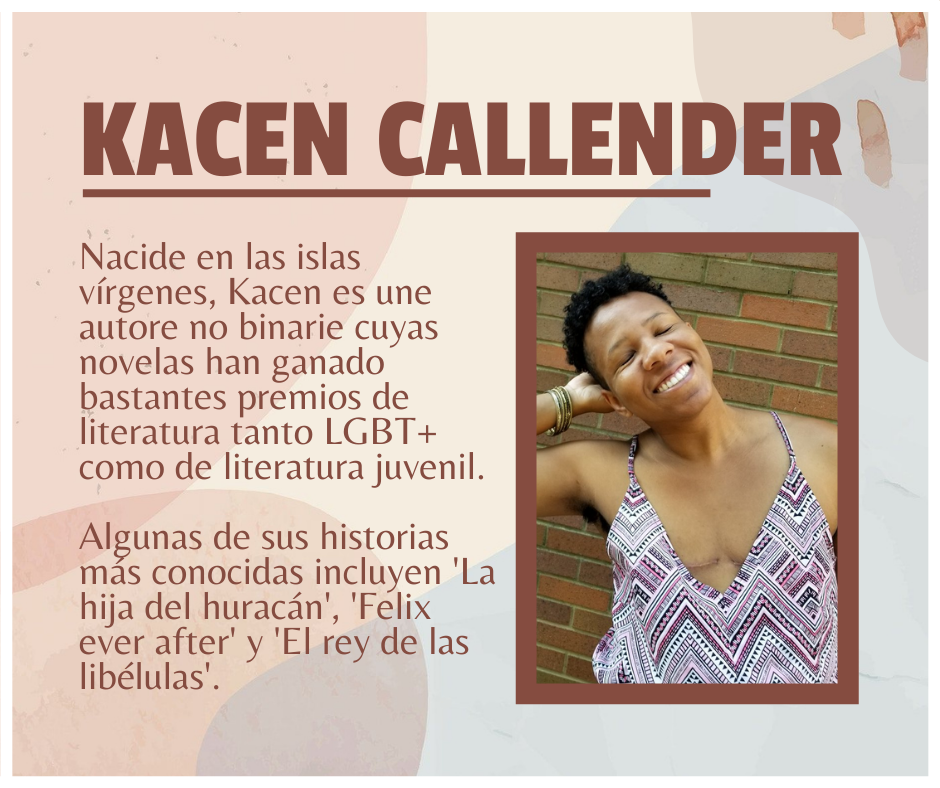 KACEN CALLENDER
Nacide en las islas
vírgenes, Kacen es une
autore no binarie cuyas
novelas han ganado
bastantes premios de
literatura tanto LGBT+
como de literatura juvenil.
Algunas de sus historias
más conocidas incluyen 'La
hija del huracán', 'Felix
ever after' y 'El rey de las
libélulas'.